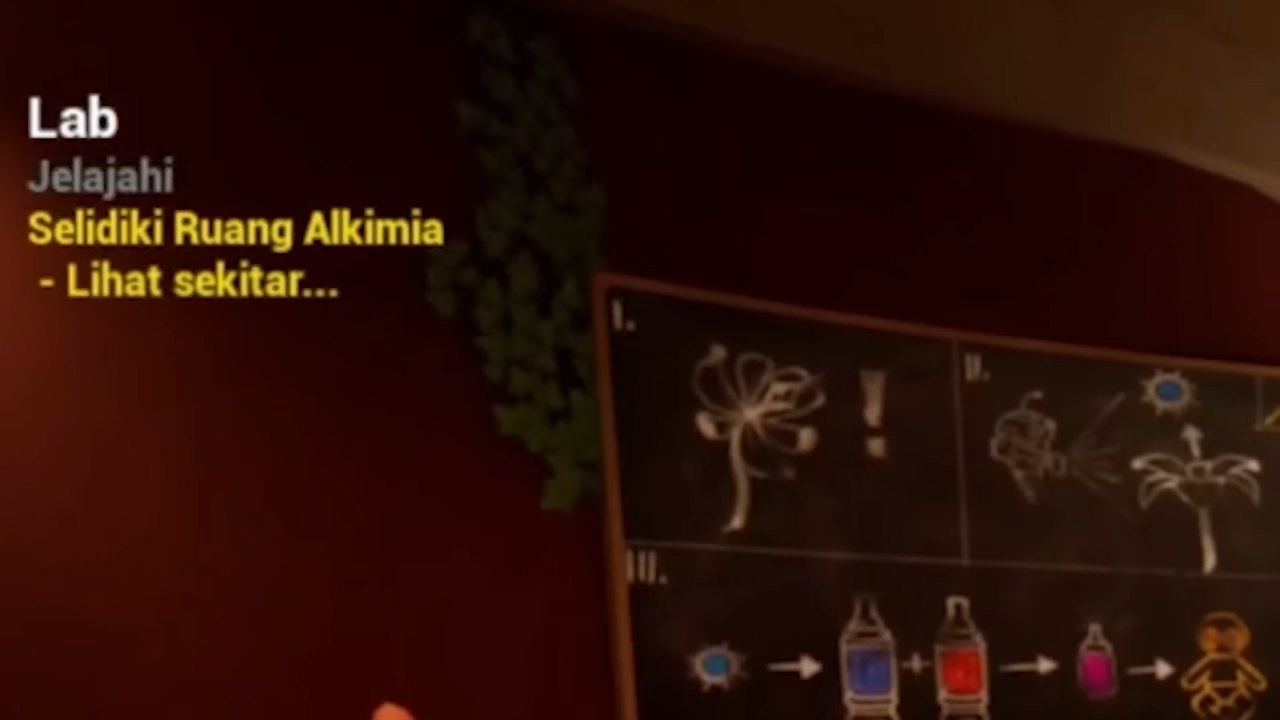 Lab
Jelajahi
Selidiki Ruang Alkimia
- Lihat sekitar...
I.
!
II.
III.
+